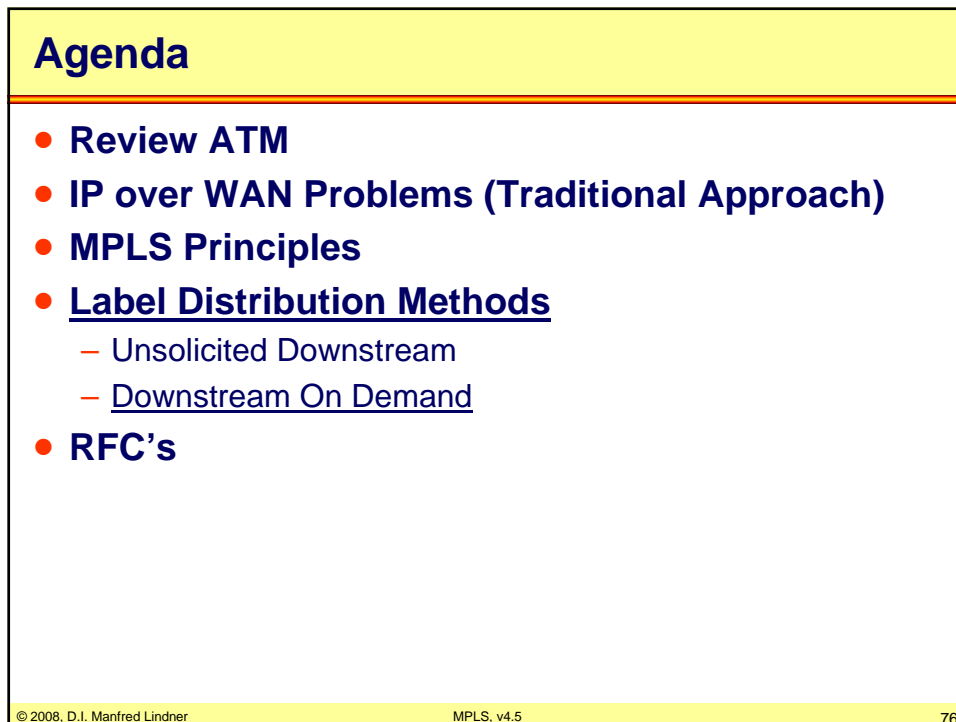 Agenda
• Review ATM
• IP over WAN Problems (Traditional Approach)
• MPLS Principles
• Label Distribution Methods
– Unsolicited Downstream
– Downstream On Demand
• RFC’s
© 2008, D.I. Manfred Lindner
MPLS, v4.5
76